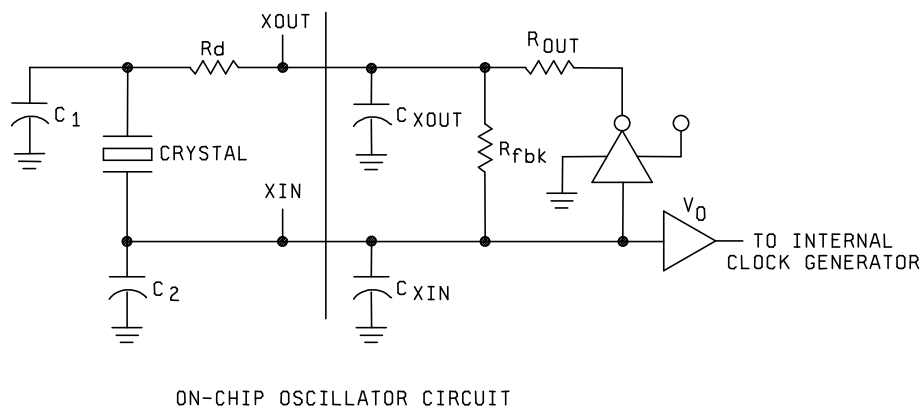 XOUT
Rd
ROUT
C1
CXOUT
CRYSTAL
Rfbk
XIN
VO
TO INTERNAL
CLOCK GENERATOR
C2
CXIN
ON-CHIP OSCILLATOR CIRCUIT